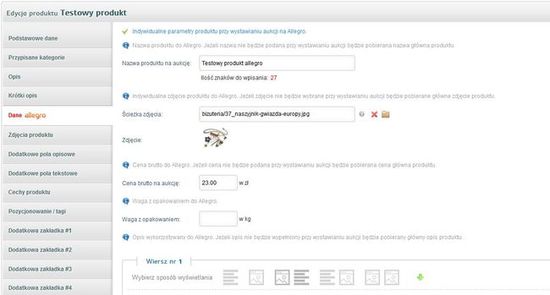 Edycja produktu Testowy produkt
Podstawowe dane
Przypisane kategorie
Opis
Krótki opis
Dane allegro
Zdjęcia produktu
Dodatkowe pola opisowe
Dodatkowe pola tekstowe
Cechy produktu
Pozycjonowanie / tagi
Dodatkowa zakładka #1
Dodatkowa zakładka #2
Dodatkowa zakładka #3
Dodatkowa zakładka #4
Indywidualne parametry produktu przy wystawianiu aukcji na Allegro.
Nazwa produktu do Allegro. Jeżeli nazwa nie będzie podana przy wystawianiu aukcji będzie pobierana nazwa główna produktu.
Nazwa produktu na aukcję: Testowy produkt allegro
Ilość znaków do wpisania: 27
Indywidualne zdjęcie produktu do Allegro. Jeżeli zdjęcie nie będzie wybrane przy wystawianiu aukcji będzie pobierane główne zdjęcie produktu.
Ścieżka zdjęcia: bizuteria/37_naszyjnik-gwiazda-europy.jpg
Zdjęcie:
Cena brutto do Allegro. Jeżeli cena nie będzie podana przy wystawianiu aukcji będzie pobierana cena główna produktu.
Cena brutto na aukcję: 23.00 w zł
Waga z opakowaniem do Allegro.
Waga z opakowaniem: w kg
Opis wykorzystywany do Allegro. Jeżeli opis nie będzie wypełniony przy wystawianiu aukcji będzie pobierany główny opis produktu.
Wiersz nr 1
Wybierz sposób wyświetlania